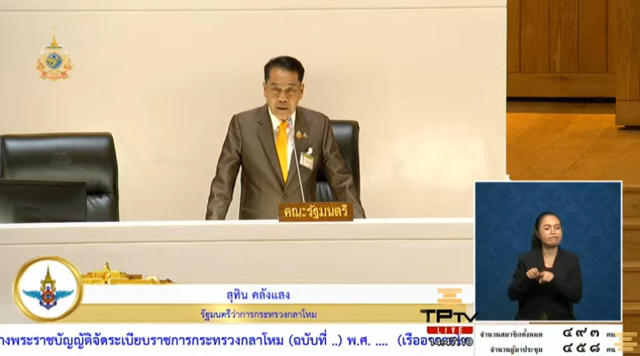 คณะรัฐมนตรี
สุทิน คลังแสง
รัฐมนตรีว่าการกระทรวงกลาโหม
TPTV
LIVE
างพระราชบัญญัติจัดระเบียบราชการกระทรวงกลาโหม (ฉบับที่ ..) พ.ศ. ....
จำนวนสมาชิกทั้งหมด ๔๙๓ คน
จำนวนผู้มาประชุม ๔๕๘ คน